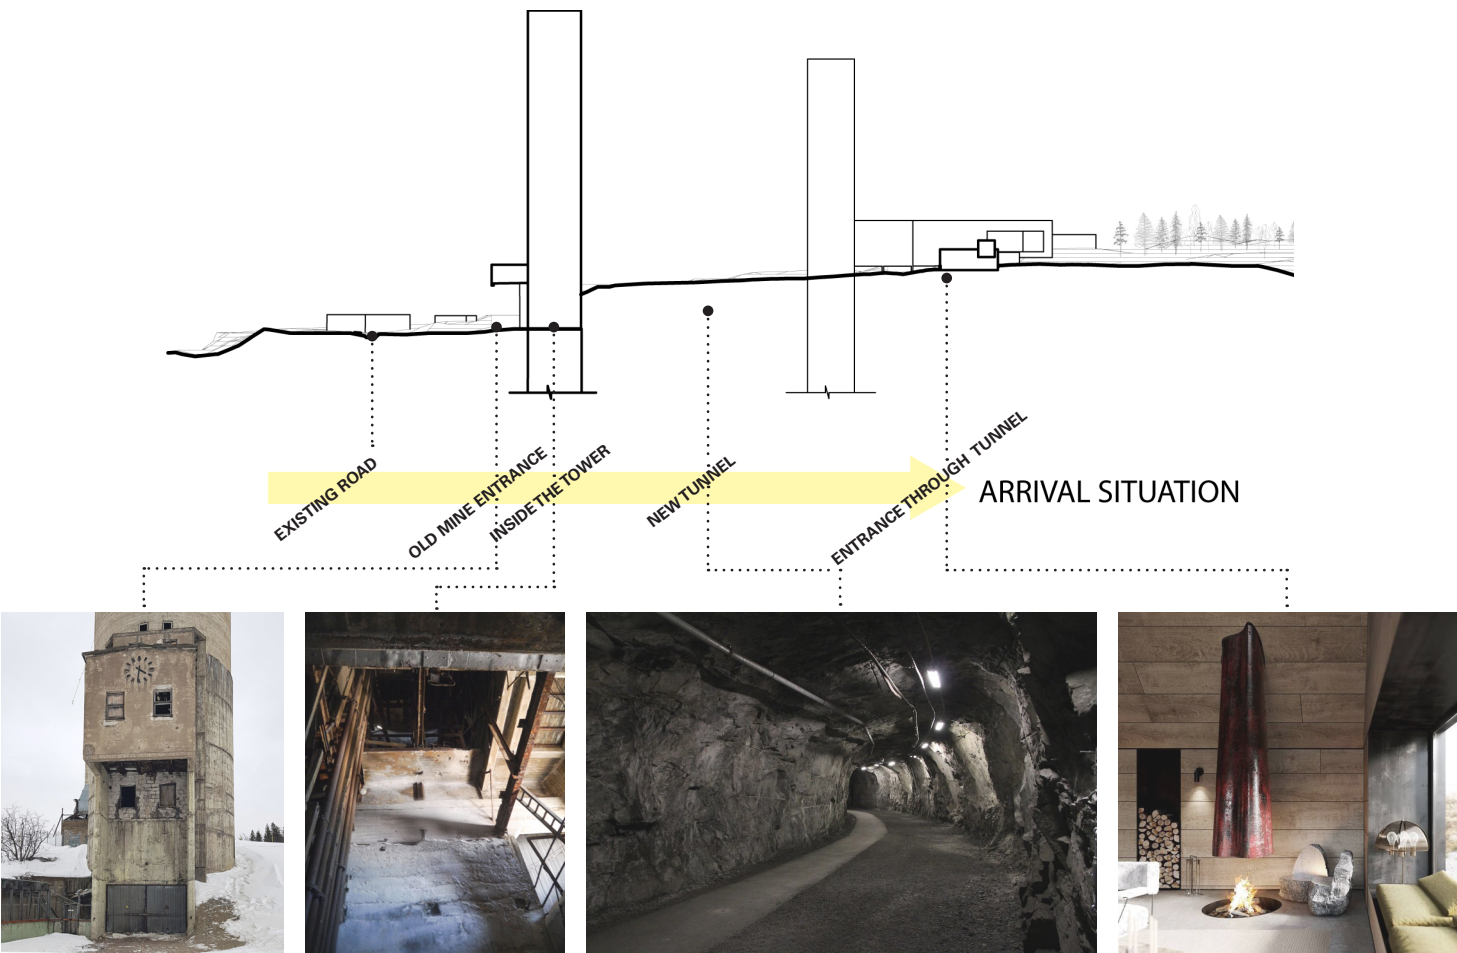 EXISTING ROAD
OLD MINE ENTRANCE
INSIDE THE TOWER
NEW TUNNEL
ENTRANCE THROUGH TUNNEL
ARRIVAL SITUATION